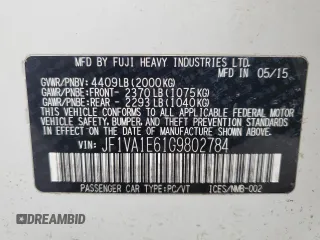 MFD BY FUJI HEAVY INDUSTRIES LTD.
MFD IN 05/15
GVWR/PNBV: 4409LB (2000KG)
GAWR/PNBE:FRONT- 2370LB (1075KG)
GAWR/PNBE:REAR - 2293LB (1040KG)
THIS VEHICLE CONFORMS TO ALL APPLICABLE FEDERAL MOTOR
VEHICLE SAFETY, BUMPER, AND THEFT PREVENTION STANDARDS
IN EFFECT ON THE DATE OF MANUFACTURE SHOWN ABOVE.
JF1VA1E61G9802784
PASSENGER CAR TYPE:PC/VT
ICES/NMB-002
© DREAMBID
DREAMBID.COM